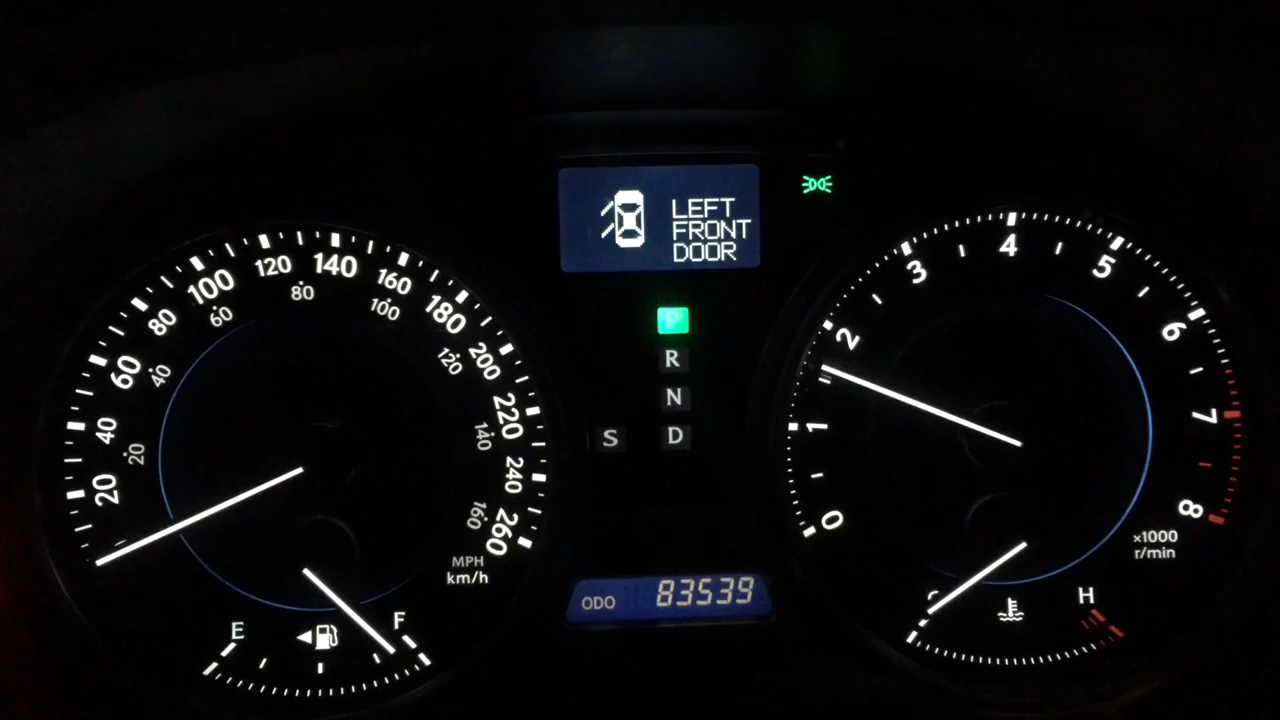 LEFT
FRONT
DOOR
P
R
N
S D
20 40 60 80 100 120 140 160 180 200 220 240 260
20 40 60 80 100 120 140 160
MPH
km/h
E F
ODO 83539
0 1 2 3 4 5 6 7 8
x1000
r/min
H